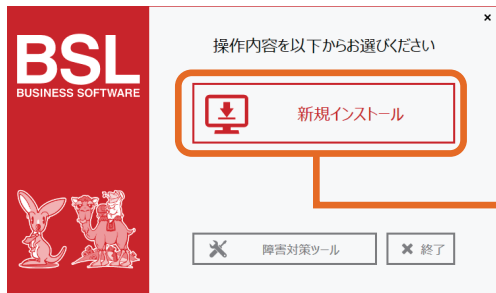 BSL
BUSINESS SOFTWARE
操作内容を以下からお選びください
新規インストール
障害対策ツール
終了